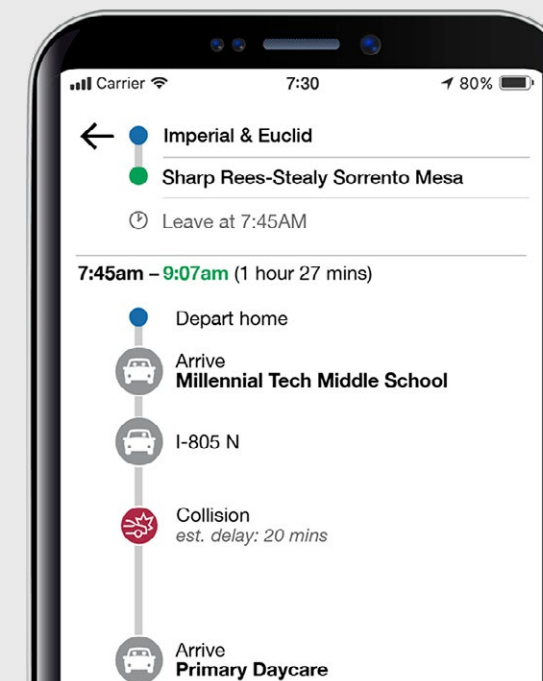 Carrier 7:30 80%
Imperial & Euclid
Sharp Rees-Stealy Sorrento Mesa
Leave at 7:45AM
7:45am – 9:07am (1 hour 27 mins)
Depart home
Arrive
Millennial Tech Middle School
I-805 N
Collision
est. delay: 20 mins
Arrive
Primary Daycare